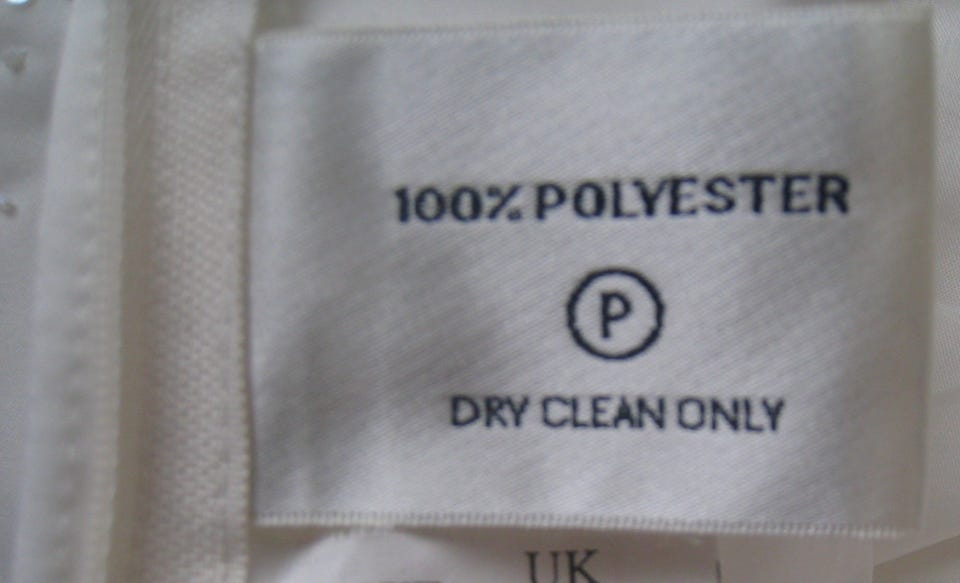 100% POLYESTER
P
DRY CLEAN ONLY
UK